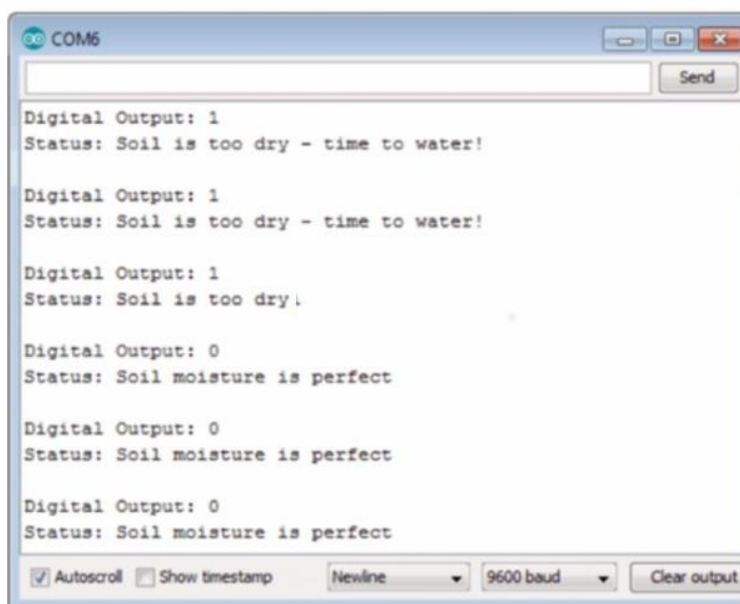 COM6
Send
Digital Output: 1
Status: Soil is too dry - time to water!
Digital Output: 1
Status: Soil is too dry - time to water!
Digital Output: 1
Status: Soil is too dry
Digital Output: 0
Status: Soil moisture is perfect
Digital Output: 0
Status: Soil moisture is perfect
Digital Output: 0
Status: Soil moisture is perfect
Autoscroll Show timestamp Newline 9600 baud Clear output